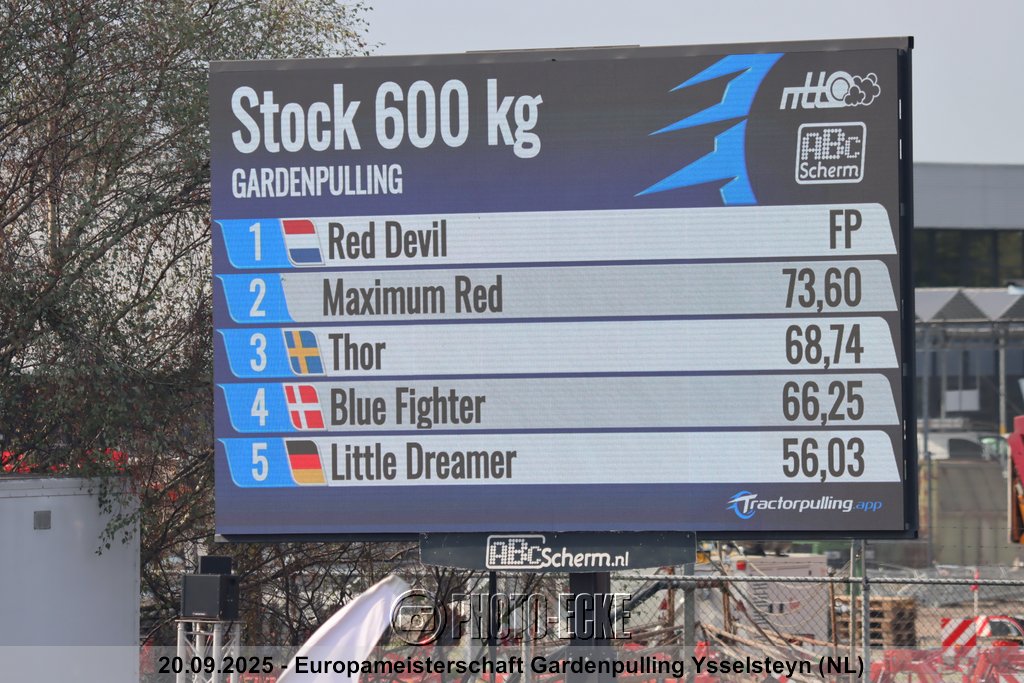 Stock 600 kg
GARDENPULLING
ntto
ABC
Scherm
1 Red Devil FP
2 Maximum Red 73,60
3 Thor 68,74
4 Blue Fighter 66,25
5 Little Dreamer 56,03
Tractorpulling.app
ABCScherm.nl
PHOTO-ECKE
20.09.2025 - Europameisterschaft Gardenpulling Ysselsteyn (NL)